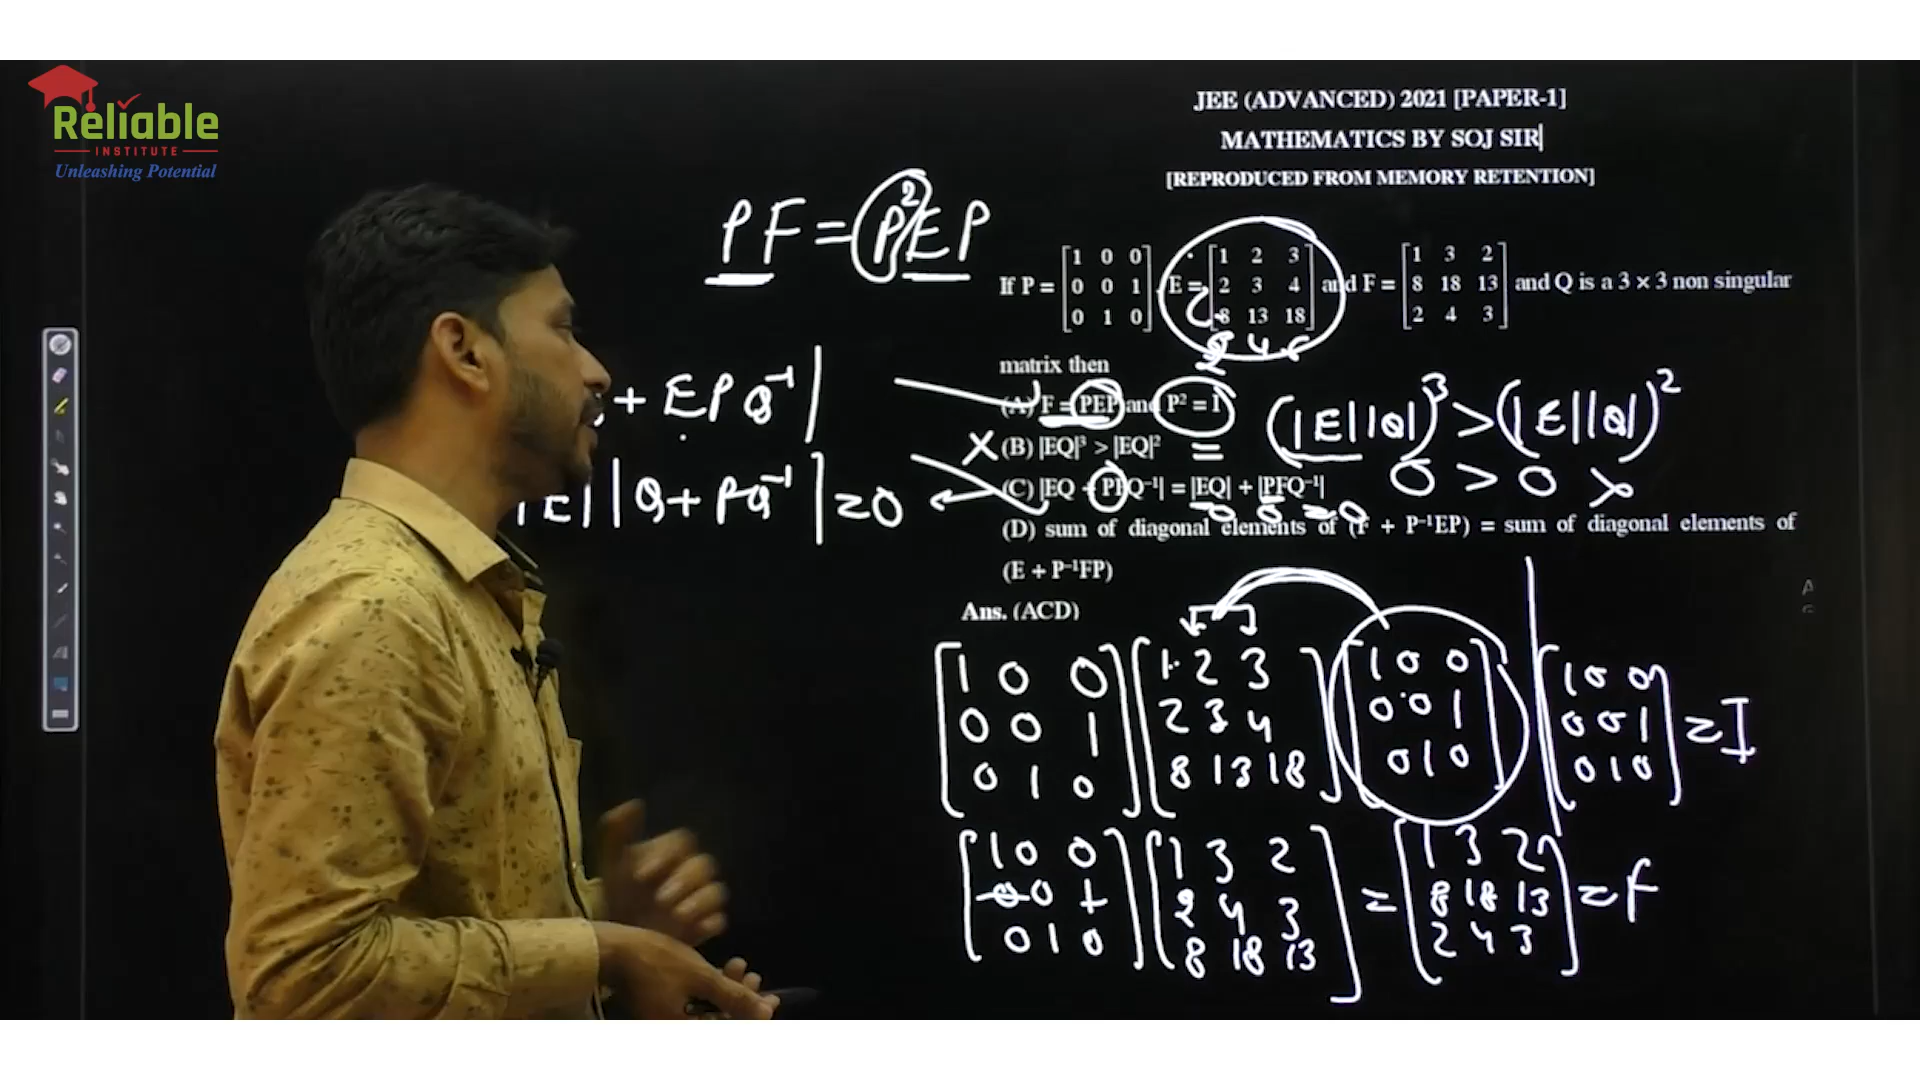 Reliable
INSTITUTE
Unleashing Potential
JEE (ADVANCED) 2021 [PAPER-1]
MATHEMATICS BY SOJ SIR
[REPRODUCED FROM MEMORY RETENTION]
PF = P²EP
If P = [1 0 0; 0 0 1; 0 1 0], E = [1 2 3; 2 3 4; 8 13 18] and F = [1 3 2; 8 18 13; 2 4 3] and Q is a 3 × 3 non singular
matrix then
(A) F = PEP and P² = I
(B) |EQ|³ > |EQ|²
(C) |EQ + PFQ⁻¹| = |EQ| + |PFQ⁻¹|
(D) sum of diagonal elements of (F + P⁻¹EP) = sum of diagonal elements of
(E + P⁻¹FP)
Ans. (ACD)
+ EPQ⁻¹|
|E||Q + PQ⁻¹| = 0
(|E||Q|)³ > (|E||Q|)²
0 > 0 ×
[1 0 0; 0 0 1; 0 1 0] [1 2 3; 2 3 4; 8 13 18] [1 0 0; 0 0 1; 0 1 0] [1 0 0; 0 0 1; 0 1 0] = I
[1 0 0; 0 0 1; 0 1 0] [1 3 2; 2 4 3; 8 18 13] = [1 3 2; 8 18 13; 2 4 3] = F